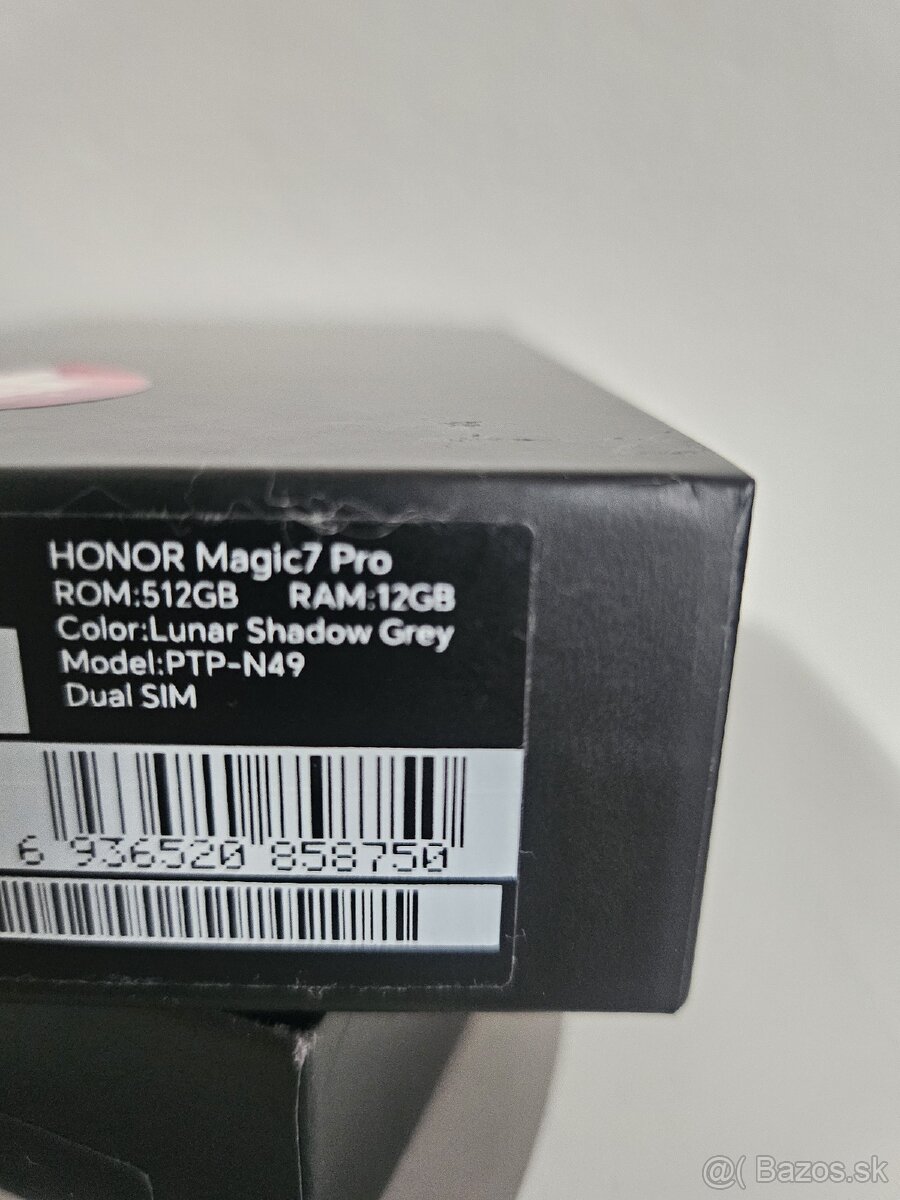 HONOR Magic7 Pro
ROM:512GB RAM:12GB
Color:Lunar Shadow Grey
Model:PTP-N49
Dual SIM
6 936520 858750
@( Bazos.sk